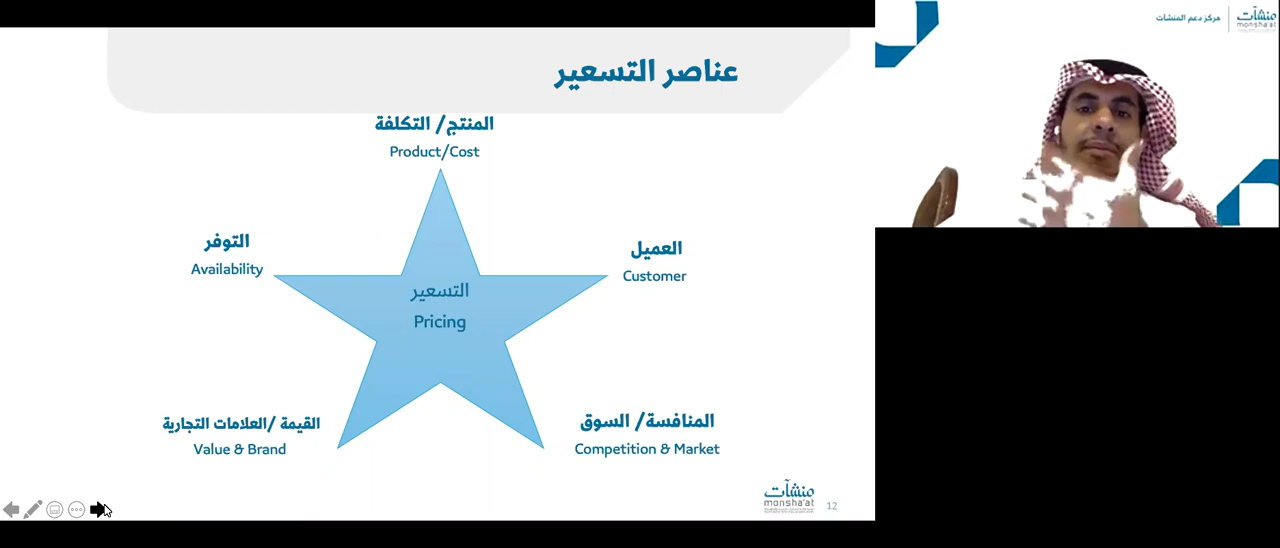 عناصر التسعير
المنتج/ التكلفة
Product/Cost
التوفر
Availability
العميل
Customer
التسعير
Pricing
القيمة /العلامات التجارية
Value & Brand
المنافسة/ السوق
Competition & Market
منشآت
monsha'at
12
مركز دعم المنشآت
منشآت
monsha'at